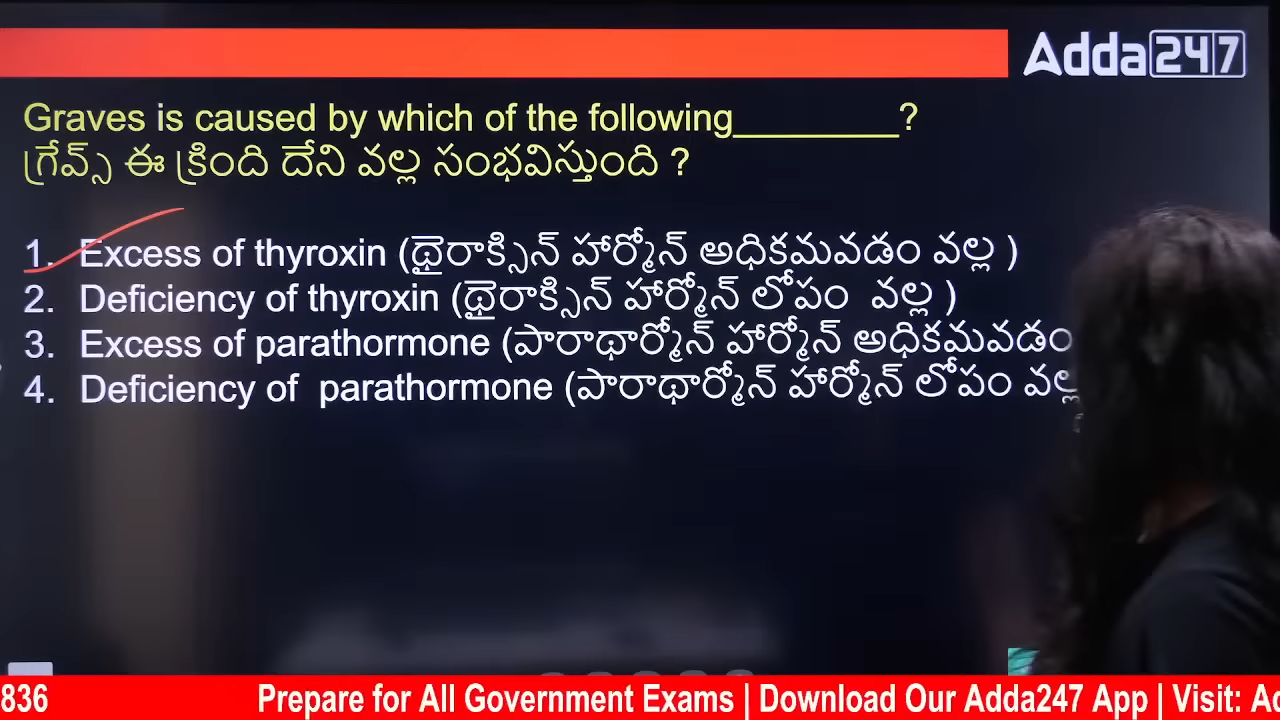 Adda247
Graves is caused by which of the following________?
గ్రేవ్స్ ఈ క్రింది దేని వల్ల సంభవిస్తుంది ?
1. Excess of thyroxin (థైరాక్సిన్ హార్మోన్ అధికమవడం వల్ల )
2. Deficiency of thyroxin (థైరాక్సిన్ హార్మోన్ లోపం వల్ల )
3. Excess of parathormone (పారాథార్మోన్ హార్మోన్ అధికమవడం
4. Deficiency of parathormone (పారాథార్మోన్ హార్మోన్ లోపం వల్ల
836 Prepare for All Government Exams | Download Our Adda247 App | Visit: